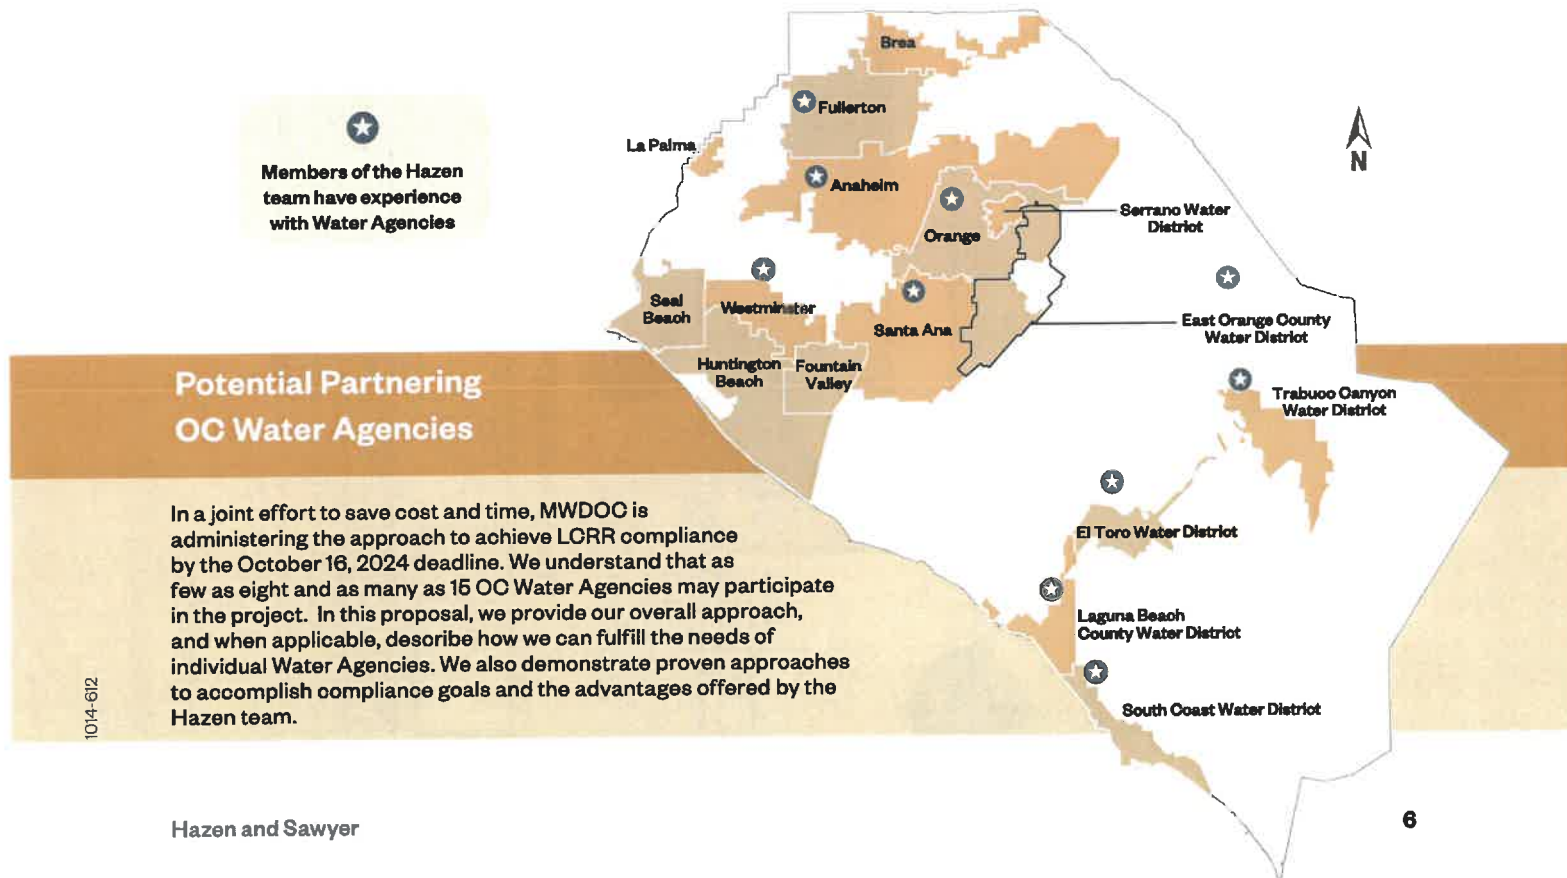 Brea
Fullerton
La Palma
Members of the Hazen
team have experience
with Water Agencies
Anaheim
N
Serrano Water
District
Orange
Seal
Beach
Westminster
Santa Ana
East Orange County
Water District
Huntington
Beach
Fountain
Valley
Potential Partnering
OC Water Agencies
Trabuco Canyon
Water District
In a joint effort to save cost and time, MWDOC is
administering the approach to achieve LCRR compliance
by the October 16, 2024 deadline. We understand that as
few as eight and as many as 15 OC Water Agencies may participate
in the project. In this proposal, we provide our overall approach,
and when applicable, describe how we can fulfill the needs of
individual Water Agencies. We also demonstrate proven approaches
to accomplish compliance goals and the advantages offered by the
Hazen team.
El Toro Water District
Laguna Beach
County Water District
South Coast Water District
1014-612
Hazen and Sawyer
6